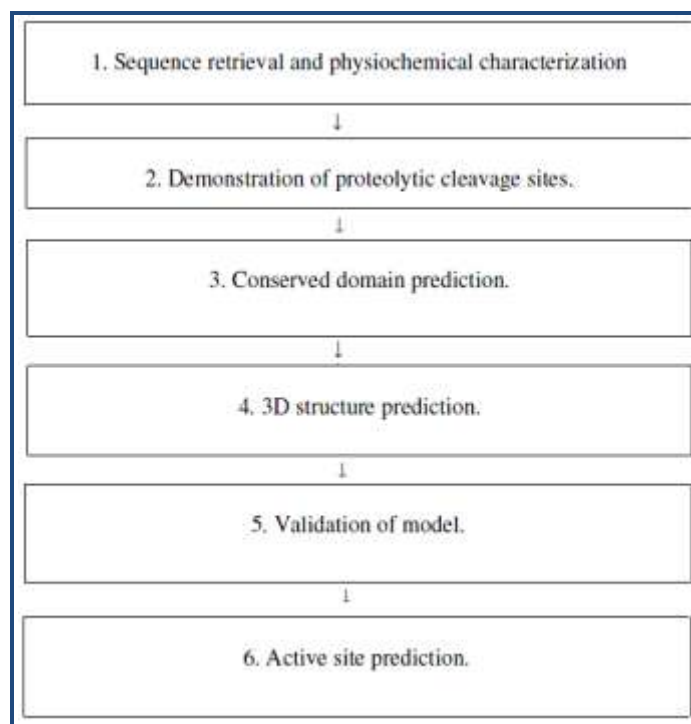 1. Sequence retrieval and physiochemical characterization
↓
2. Demonstration of proteolytic cleavage sites.
↓
3. Conserved domain prediction.
↓
4. 3D structure prediction.
↓
5. Validation of model.
↓
6. Active site prediction.